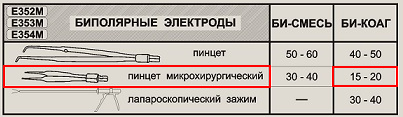 E352M
E353M
E354M
БИПОЛЯРНЫЕ ЭЛЕКТРОДЫ БИ-СМЕСЬ БИ-КОАГ
пинцет 50 - 60 40 - 50
пинцет микрохирургический 30 - 40 15 - 20
лапароскопический зажим — 30 - 40